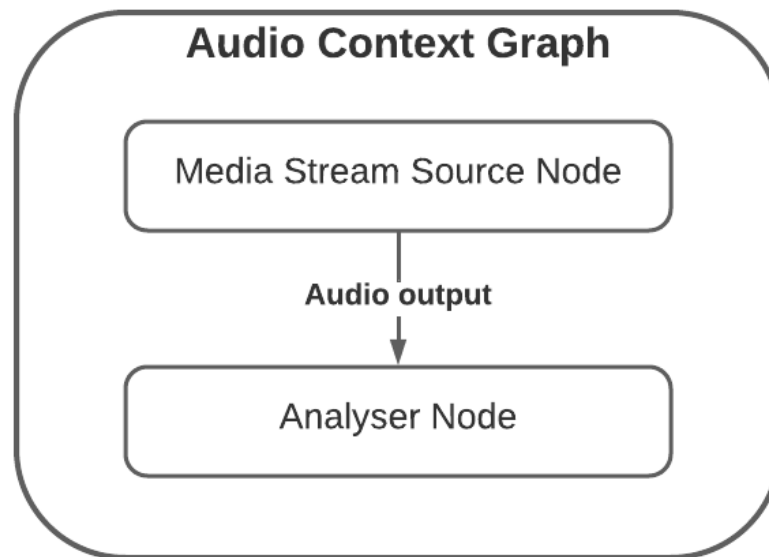 Audio Context Graph
Media Stream Source Node
Audio output
Analyser Node